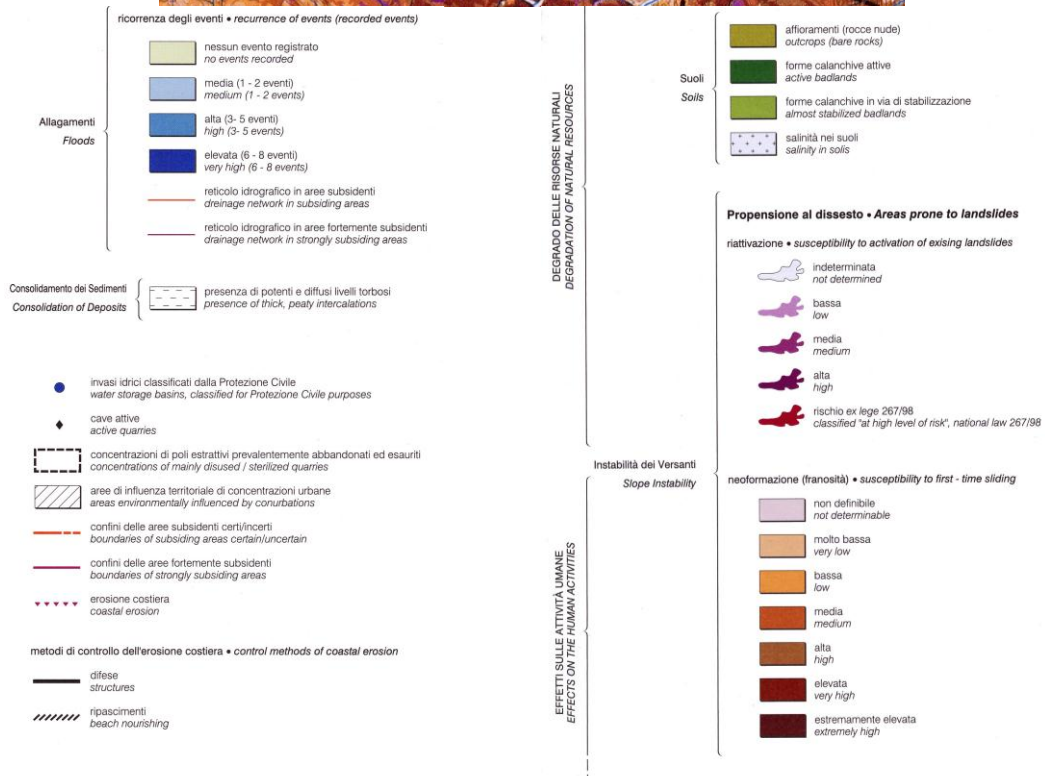 ricorrenza degli eventi • recurrence of events (recorded events)
nessun evento registrato
no events recorded
media (1 - 2 eventi)
medium (1 - 2 events)
Allagamenti
Floods
alta (3- 5 eventi)
high (3- 5 events)
elevata (6 - 8 eventi)
very high (6 - 8 events)
reticolo idrografico in aree subsidenti
drainage network in subsiding areas
reticolo idrografico in aree fortemente subsidenti
drainage network in strongly subsiding areas
Consolidamento dei Sedimenti
Consolidation of Deposits
presenza di potenti e diffusi livelli torbosi
presence of thick, peaty intercalations
invasi idrici classificati dalla Protezione Civile
water storage basins, classified for Protezione Civile purposes
cave attive
active quarries
concentrazioni di poli estrattivi prevalentemente abbandonati ed esauriti
concentrations of mainly disused / sterilized quarries
aree di influenza territoriale di concentrazioni urbane
areas environmentally influenced by conurbations
confini delle aree subsidenti certi/incerti
boundaries of subsiding areas certain/uncertain
confini delle aree fortemente subsidenti
boundaries of strongly subsiding areas
erosione costiera
coastal erosion
metodi di controllo dell'erosione costiera • control methods of coastal erosion
difese
structures
ripascimenti
beach nourishing
DEGRADO DELLE RISORSE NATURALI
DEGRADATION OF NATURAL RESOURCES
Suoli
Soils
affioramenti (rocce nude)
outcrops (bare rocks)
forme calanchive attive
active badlands
forme calanchive in via di stabilizzazione
almost stabilized badlands
salinità nei suoli
salinity in solis
EFFETTI SULLE ATTIVITÀ UMANE
EFFECTS ON THE HUMAN ACTIVITIES
Instabilità dei Versanti
Slope Instability
Propensione al dissesto • Areas prone to landslides
riattivazione • susceptibility to activation of exising landslides
indeterminata
not determined
bassa
low
media
medium
alta
high
rischio ex lege 267/98
classified "at high level of risk", national law 267/98
neoformazione (franosità) • susceptibility to first - time sliding
non definibile
not determinable
molto bassa
very low
bassa
low
media
medium
alta
high
elevata
very high
estremamente elevata
extremely high